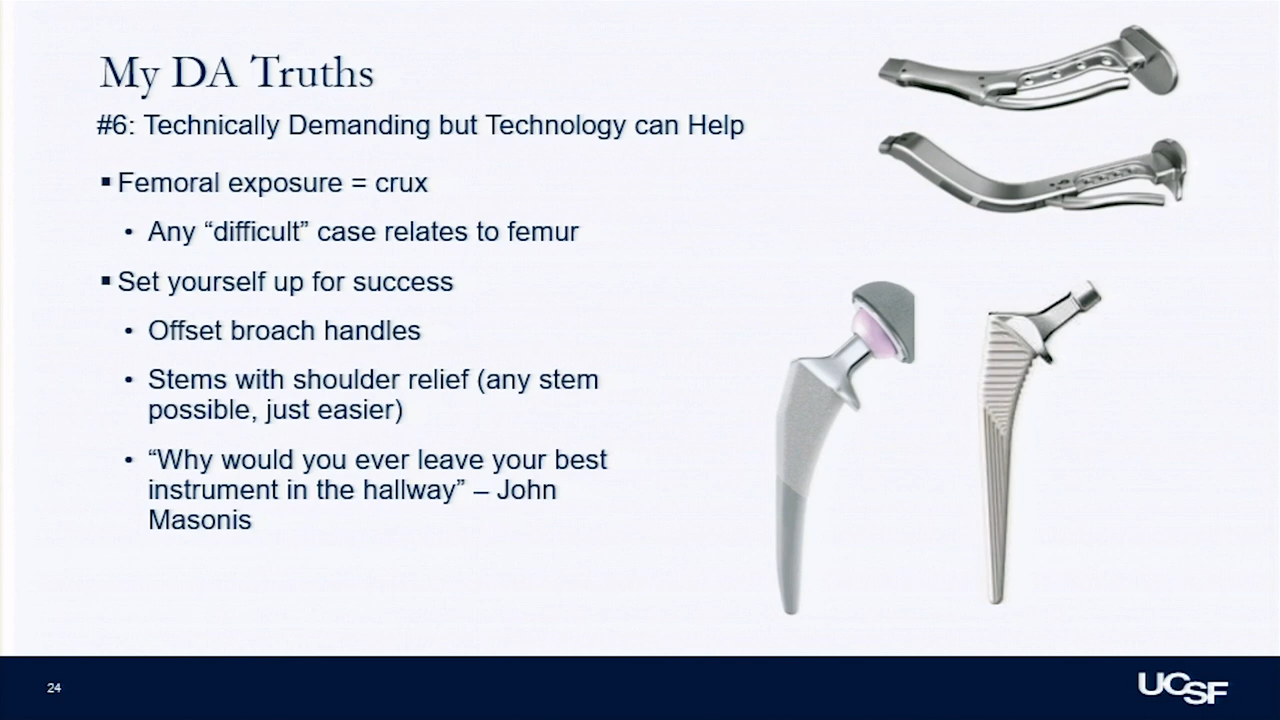 My DA Truths
#6: Technically Demanding but Technology can Help
▪ Femoral exposure = crux
• Any “difficult” case relates to femur
▪ Set yourself up for success
• Offset broach handles
• Stems with shoulder relief (any stem
possible, just easier)
• “Why would you ever leave your best
instrument in the hallway” – John
Masonis
24
UCSF